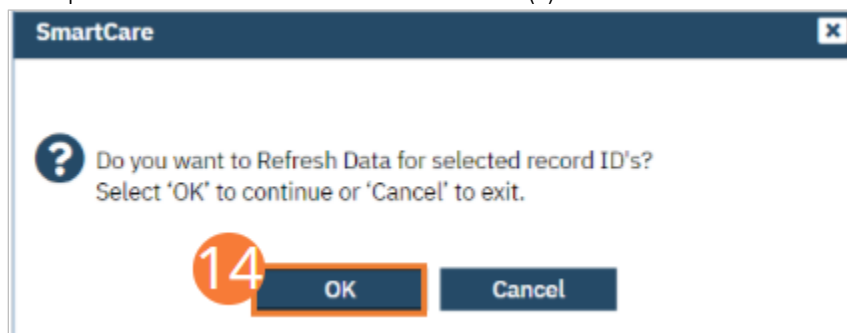 SmartCare
Do you want to Refresh Data for selected record ID's?
Select ‘OK’ to continue or ‘Cancel’ to exit.
14
OK Cancel